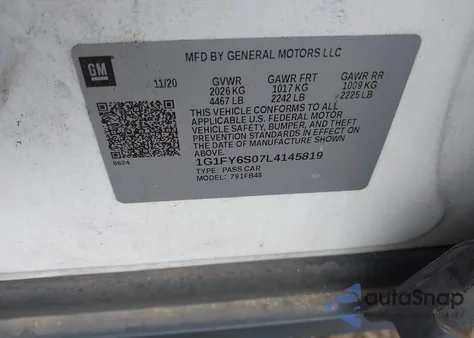 MFD BY GENERAL MOTORS LLC
GM
11/20 GVWR GAWR FRT GAWR RR
2026 KG 1017 KG 1009 KG
4467 LB 2242 LB 2225 LB
THIS VEHICLE CONFORMS TO ALL
APPLICABLE U.S. FEDERAL MOTOR
VEHICLE SAFETY, BUMPER, AND THEFT
PREVENTION STANDARDS IN EFFECT ON
THE DATE OF MANUFACTURE SHOWN
ABOVE.
8624
1G1FY6S07L4145819
TYPE: PASS CAR
MODEL: 791FB48
autoSnap